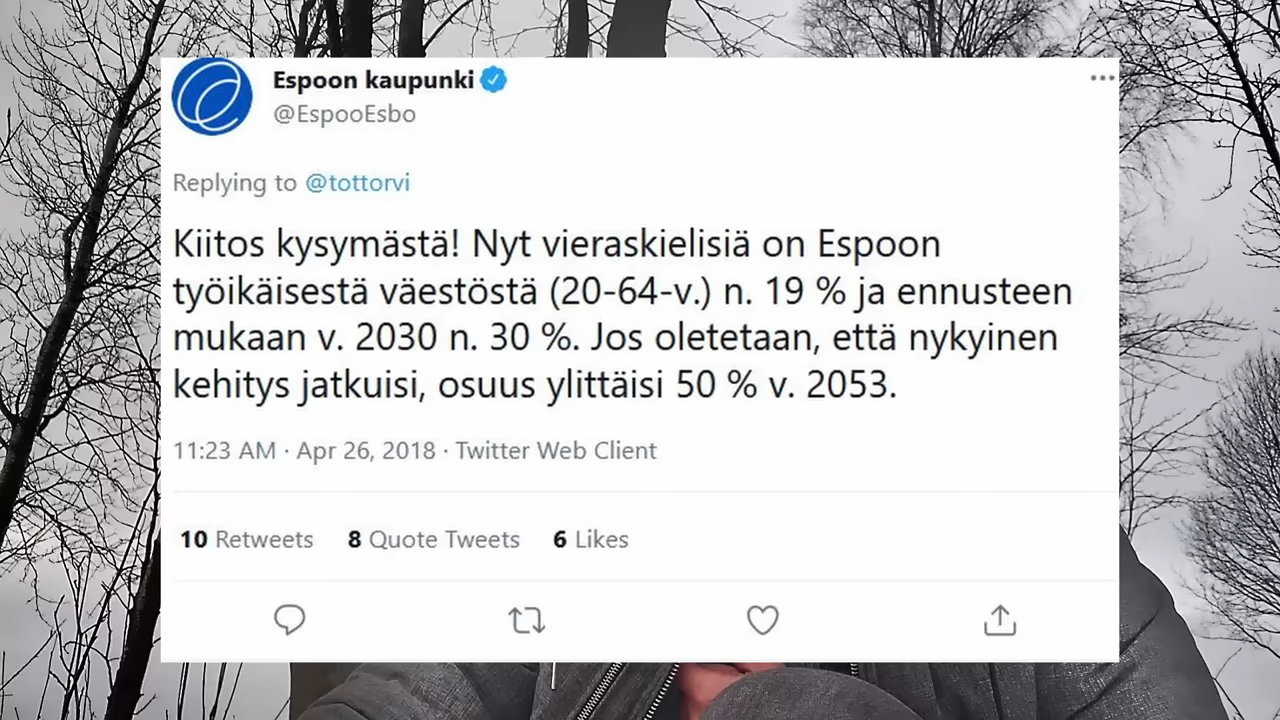 Espoon kaupunki
@EspooEsbo
Replying to @tottorvi
Kiitos kysymästä! Nyt vieraskielisiä on Espoon
työikäisestä väestöstä (20-64-v.) n. 19 % ja ennusteen
mukaan v. 2030 n. 30 %. Jos oletetaan, että nykyinen
kehitys jatkuisi, osuus ylittäisi 50 % v. 2053.
11:23 AM · Apr 26, 2018 · Twitter Web Client
10 Retweets 8 Quote Tweets 6 Likes